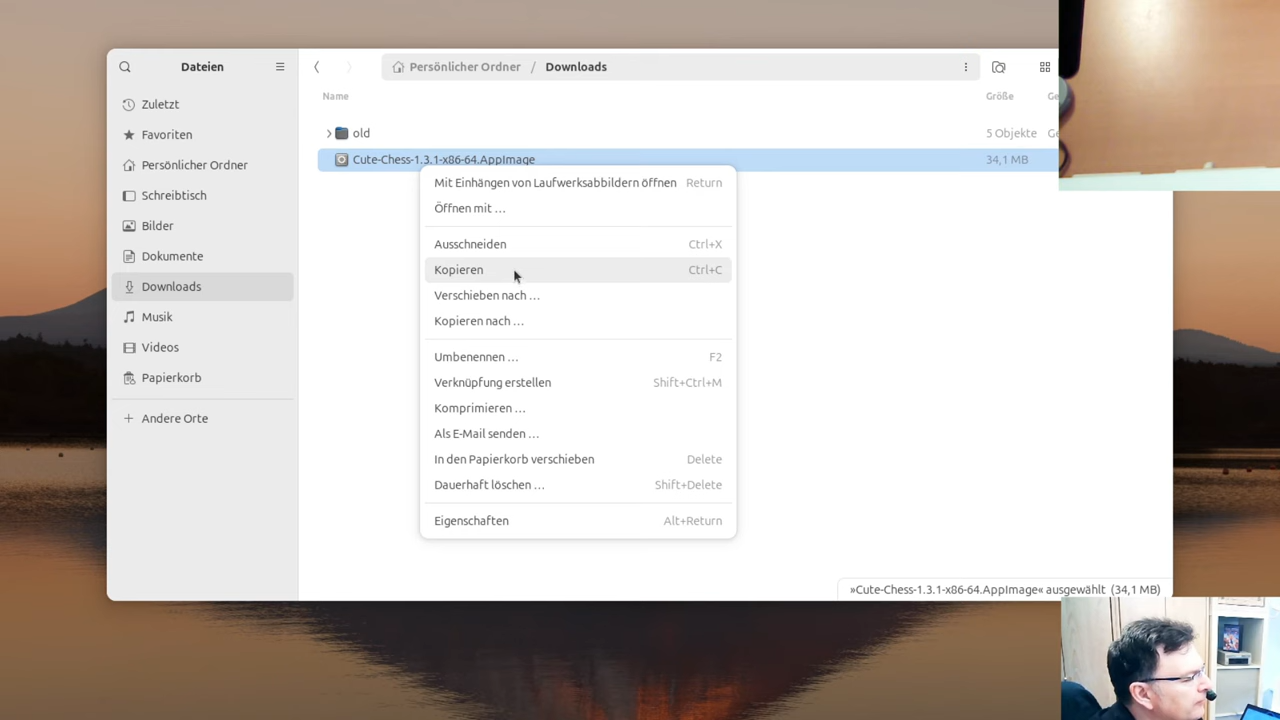 Dateien
Persönlicher Ordner / Downloads
Name
Größe
Ge
Zuletzt
Favoriten
Persönlicher Ordner
Schreibtisch
Bilder
Dokumente
Downloads
Musik
Videos
Papierkorb
+ Andere Orte
old
5 Objekte
Ge
Cute-Chess-1.3.1-x86-64.AppImage
34,1 MB
Mit Einhängen von Laufwerksabbildern öffnen Return
Öffnen mit …
Ausschneiden Ctrl+X
Kopieren Ctrl+C
Verschieben nach …
Kopieren nach …
Umbenennen … F2
Verknüpfung erstellen Shift+Ctrl+M
Komprimieren …
Als E-Mail senden …
In den Papierkorb verschieben Delete
Dauerhaft löschen … Shift+Delete
Eigenschaften Alt+Return
»Cute-Chess-1.3.1-x86-64.AppImage« ausgewählt (34,1 MB)